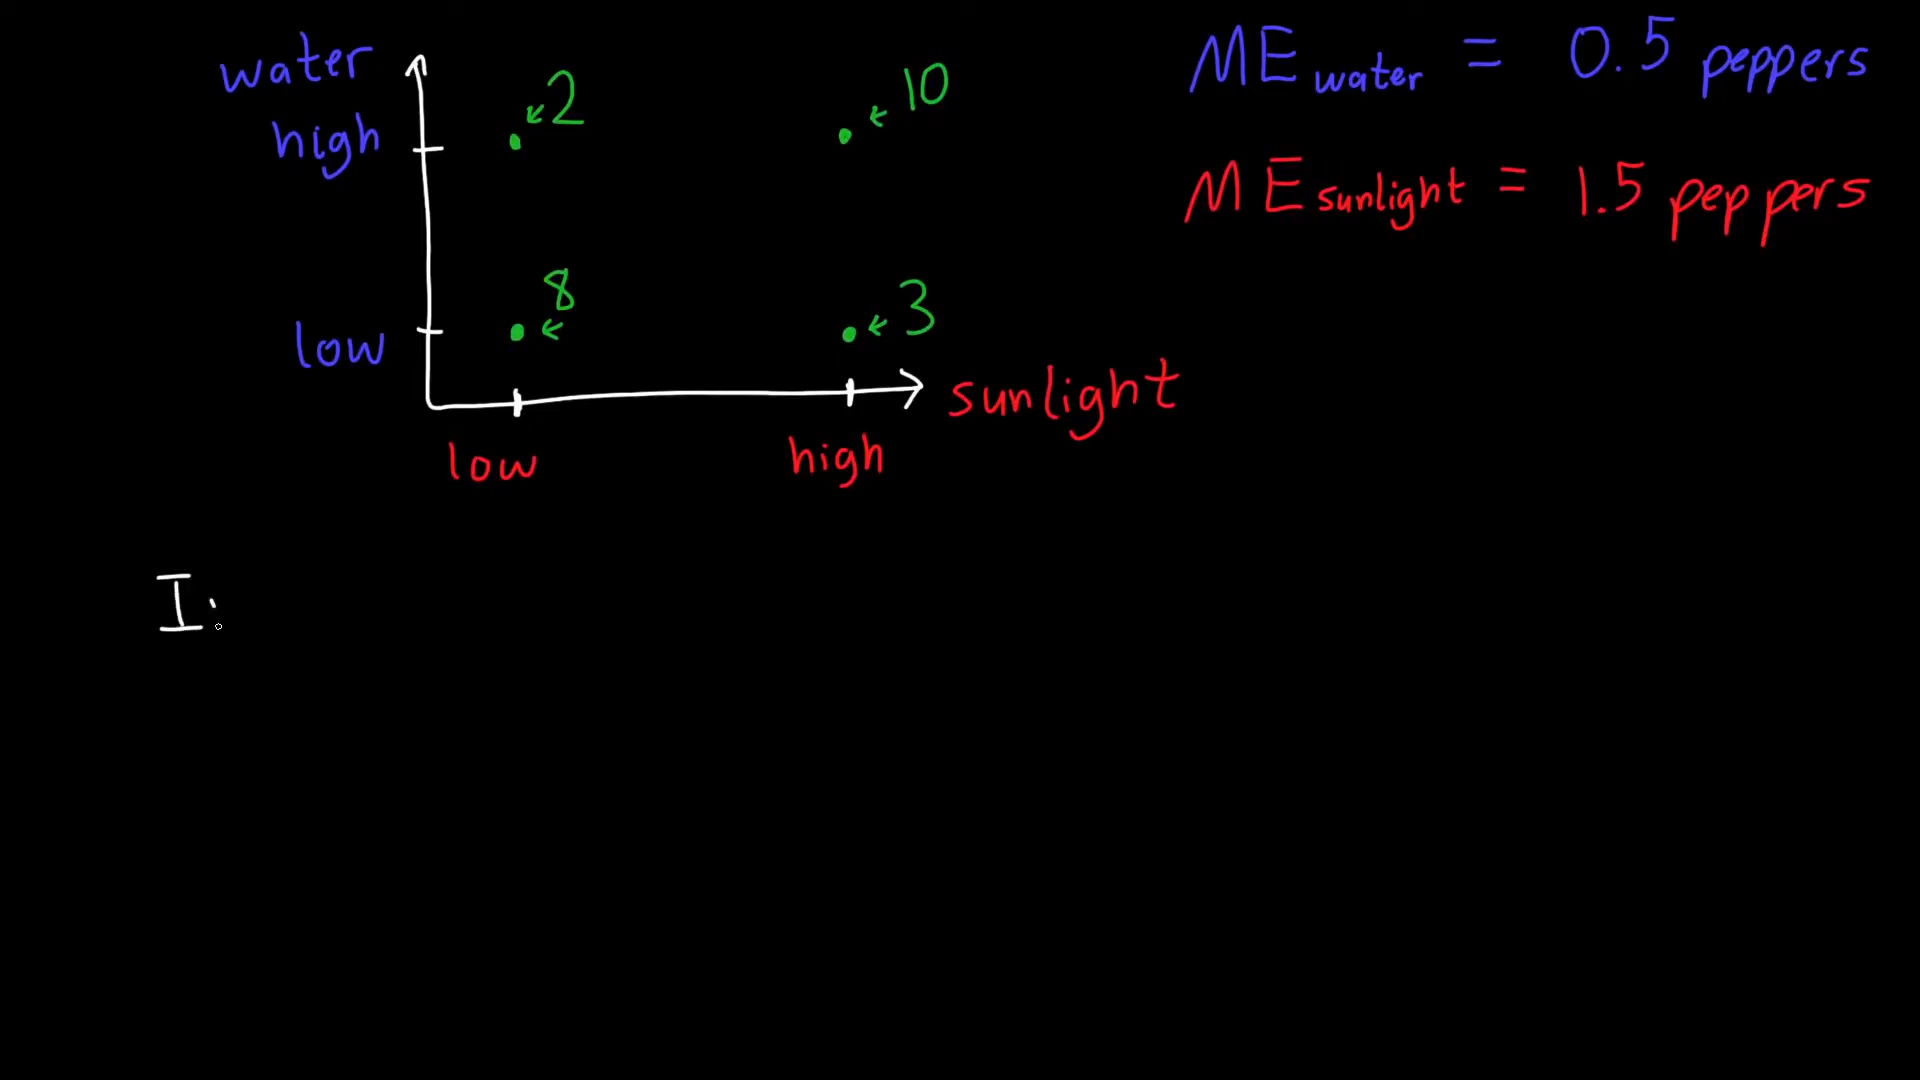 water
high
low
2
10
8
3
low
high
sunlight
ME water = 0.5 peppers
ME sunlight = 1.5 peppers
I: